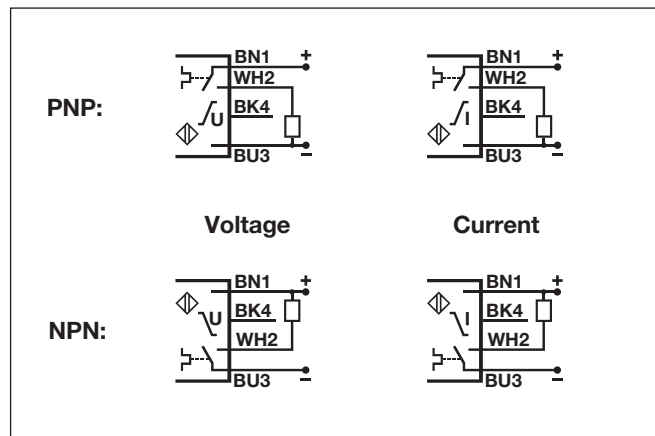 PNP:
BN1 +
WH2
U BK4
BU3 −
BN1 +
WH2
I BK4
BU3 −
Voltage Current
NPN:
BN1 +
U BK4
WH2
BU3 −
BN1 +
I BK4
WH2
BU3 −